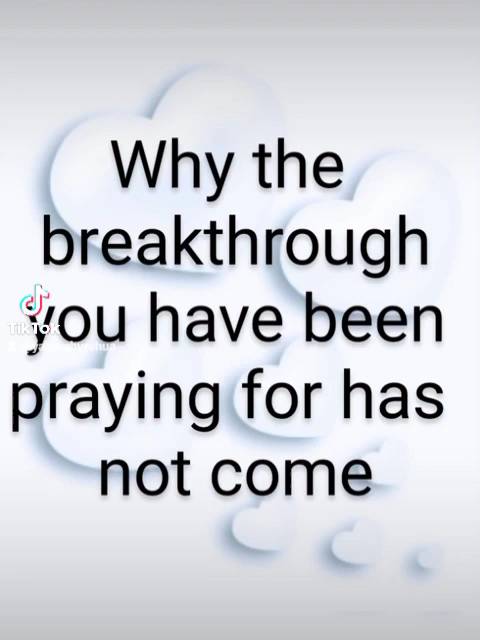 Why the
breakthrough
you have been
praying for has
not come
TikTok